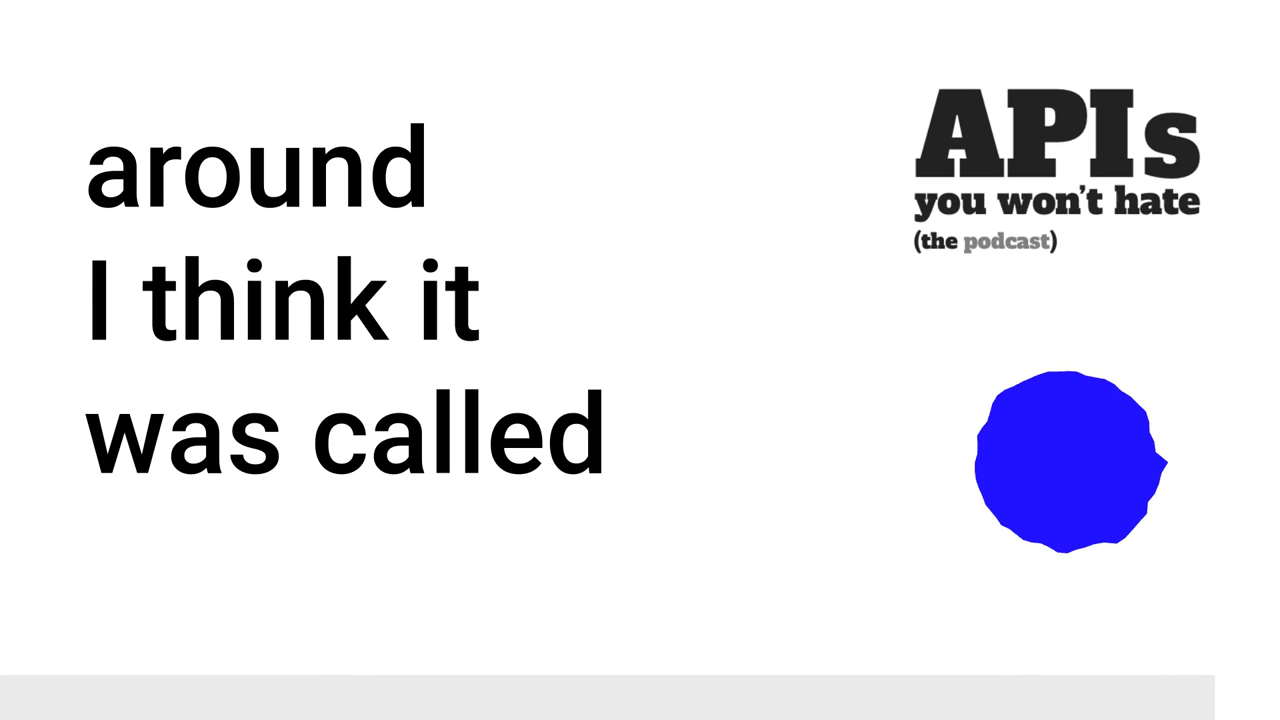 around
I think it
was called
APIs
you won't hate
(the podcast)